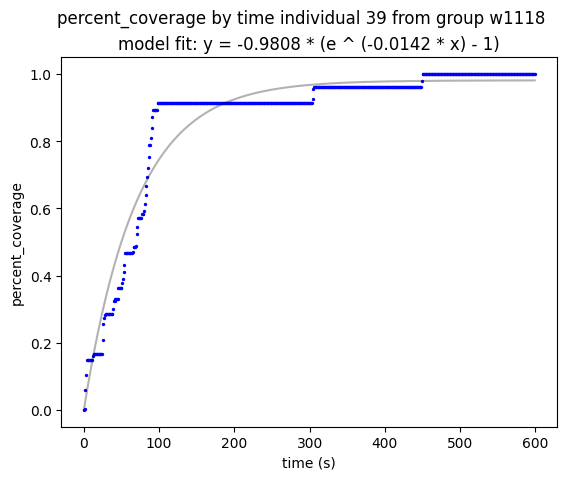 percent_coverage by time individual 39 from group w1118
model fit: y = -0.9808 * (e ^ (-0.0142 * x) - 1)
1.0
0.8
0.6
0.4
0.2
0.0
percent_coverage
0 100 200 300 400 500 600
time (s)